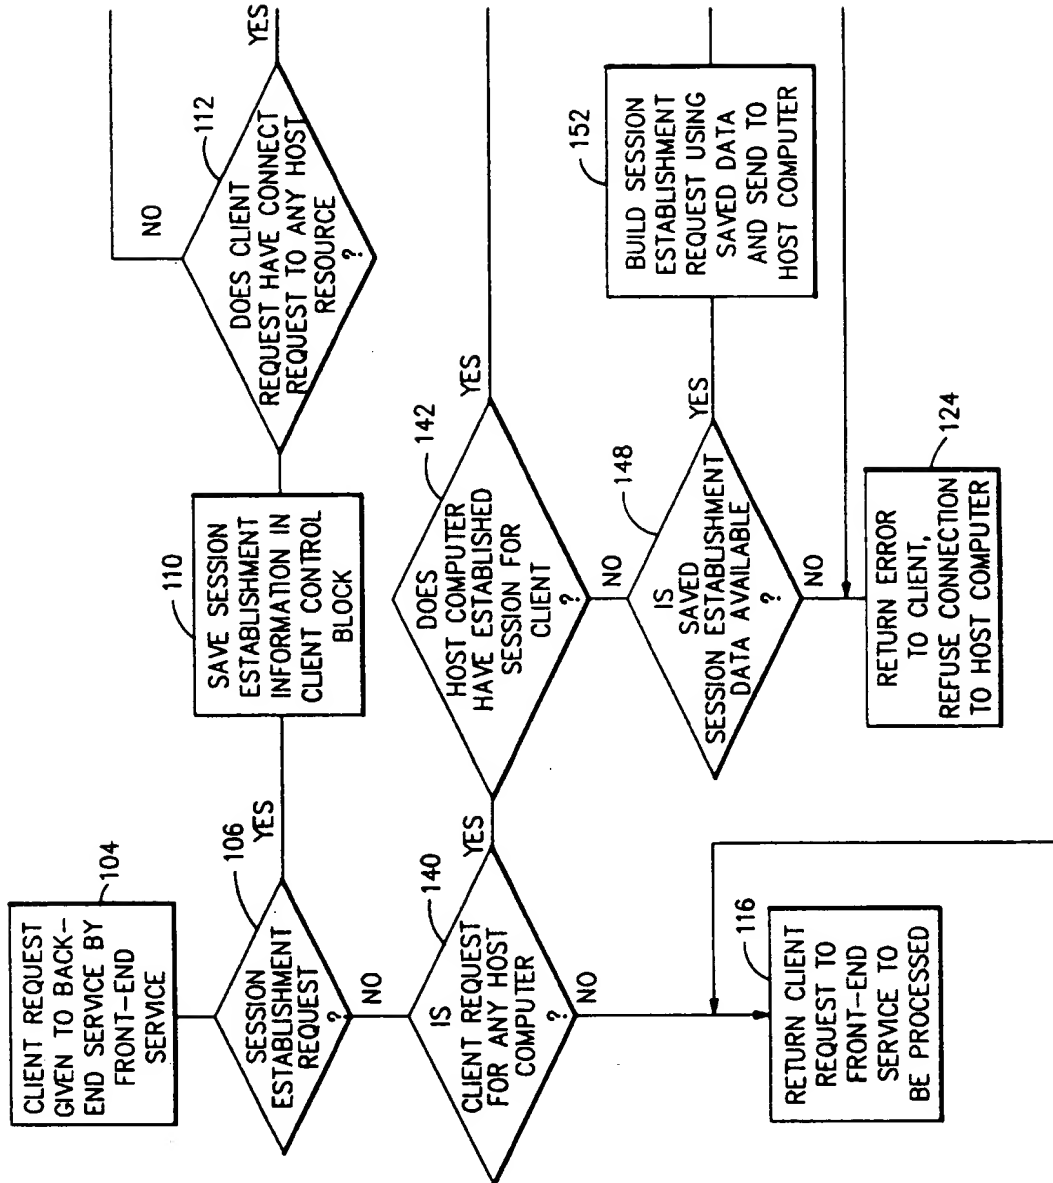 CLIENT REQUEST
GIVEN TO BACK-
END SERVICE BY
FRONT-END
SERVICE
104
SESSION
ESTABLISHMENT
REQUEST
?
106
YES
NO
SAVE SESSION
ESTABLISHMENT
INFORMATION IN
CLIENT CONTROL
BLOCK
110
DOES CLIENT
REQUEST HAVE CONNECT
REQUEST TO ANY HOST
RESOURCE
?
112
NO
YES
IS
CLIENT REQUEST
FOR ANY HOST
COMPUTER
?
140
YES
NO
DOES
HOST COMPUTER
HAVE ESTABLISHED
SESSION FOR
CLIENT
?
142
YES
NO
IS
SAVED
SESSION ESTABLISHMENT
DATA AVAILABLE
?
148
YES
NO
BUILD SESSION
ESTABLISHMENT
REQUEST USING
SAVED DATA
AND SEND TO
HOST COMPUTER
152
RETURN CLIENT
REQUEST TO
FRONT-END
SERVICE TO
BE PROCESSED
116
RETURN ERROR
TO CLIENT,
REFUSE CONNECTION
TO HOST COMPUTER
124